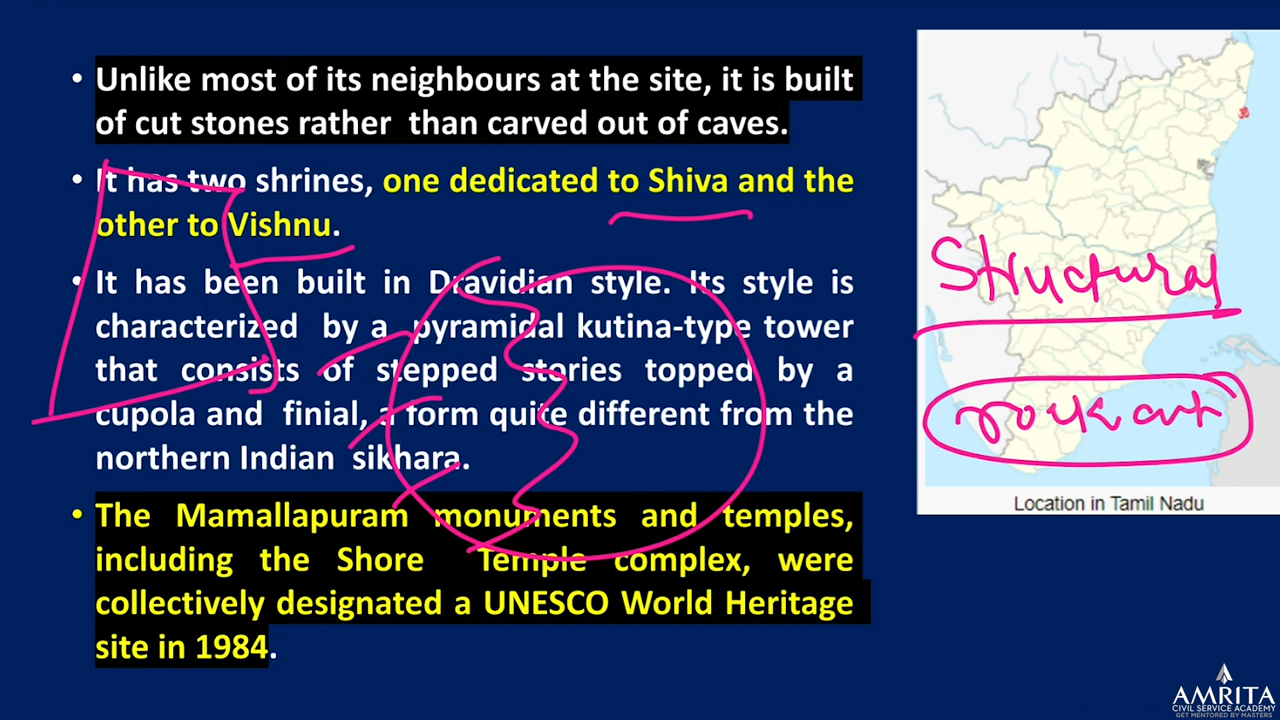 • Unlike most of its neighbours at the site, it is built
of cut stones rather than carved out of caves.
• It has two shrines, one dedicated to Shiva and the
other to Vishnu.
• It has been built in Dravidian style. Its style is
characterized by a pyramidal kutina-type tower
that consists of stepped stories topped by a
cupola and finial, a form quite different from the
northern Indian sikhara.
• The Mamallapuram monuments and temples,
including the Shore Temple complex, were
collectively designated a UNESCO World Heritage
site in 1984.
Structural
rock cut
Location in Tamil Nadu
AMRITA
CIVIL SERVICE ACADEMY
GET MENTORED BY MASTERS